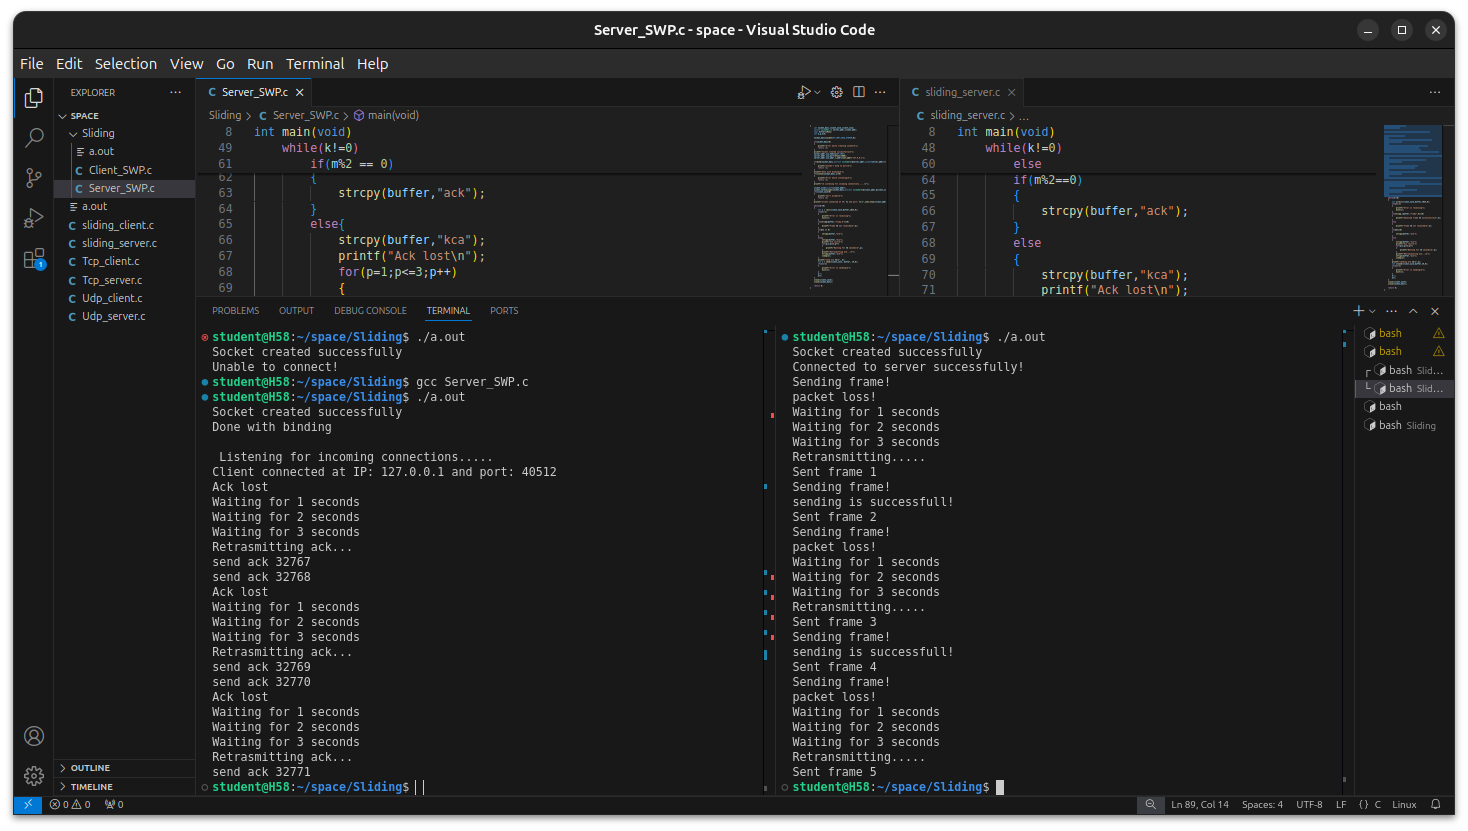 Server_SWP.c - space - Visual Studio Code
File Edit Selection View Go Run Terminal Help
EXPLORER
SPACE
Sliding
a.out
Client_SWP.c
Server_SWP.c
a.out
sliding_client.c
sliding_server.c
Tcp_client.c
Tcp_server.c
Udp_client.c
Udp_server.c
OUTLINE
TIMELINE
Server_SWP.c
Sliding > Server_SWP.c > main(void)
8 int main(void)
49 while(k!=0)
61 if(m%2 == 0)
62 {
63 strcpy(buffer,"ack");
64 }
65 else{
66 strcpy(buffer,"kca");
67 printf("Ack lost\n");
68 for(p=1;p<=3;p++)
69 {
sliding_server.c
sliding_server.c > ...
8 int main(void)
48 while(k!=0)
60 else
64 if(m%2==0)
65 {
66 strcpy(buffer,"ack");
67 }
68 else
69 {
70 strcpy(buffer,"kca");
71 printf("Ack lost\n");
PROBLEMS OUTPUT DEBUG CONSOLE TERMINAL PORTS
student@H58:~/space/Sliding$ ./a.out
Socket created successfully
Unable to connect!
student@H58:~/space/Sliding$ gcc Server_SWP.c
student@H58:~/space/Sliding$ ./a.out
Socket created successfully
Done with binding
Listening for incoming connections.....
Client connected at IP: 127.0.0.1 and port: 40512
Ack lost
Waiting for 1 seconds
Waiting for 2 seconds
Waiting for 3 seconds
Retrasmitting ack...
send ack 32767
send ack 32768
Ack lost
Waiting for 1 seconds
Waiting for 2 seconds
Waiting for 3 seconds
Retrasmitting ack...
send ack 32769
send ack 32770
Ack lost
Waiting for 1 seconds
Waiting for 2 seconds
Waiting for 3 seconds
Retrasmitting ack...
send ack 32771
student@H58:~/space/Sliding$
student@H58:~/space/Sliding$ ./a.out
Socket created successfully
Connected to server successfully!
Sending frame!
packet loss!
Waiting for 1 seconds
Waiting for 2 seconds
Waiting for 3 seconds
Retransmitting.....
Sent frame 1
Sending frame!
sending is successfull!
Sent frame 2
Sending frame!
packet loss!
Waiting for 1 seconds
Waiting for 2 seconds
Waiting for 3 seconds
Retransmitting.....
Sent frame 3
Sending frame!
sending is successfull!
Sent frame 4
Sending frame!
packet loss!
Waiting for 1 seconds
Waiting for 2 seconds
Waiting for 3 seconds
Retransmitting.....
Sent frame 5
student@H58:~/space/Sliding$
bash
bash
bash Slid...
bash Slid...
bash
bash Sliding
1
0 0 0
Ln 89, Col 14 Spaces: 4 UTF-8 LF {} C Linux